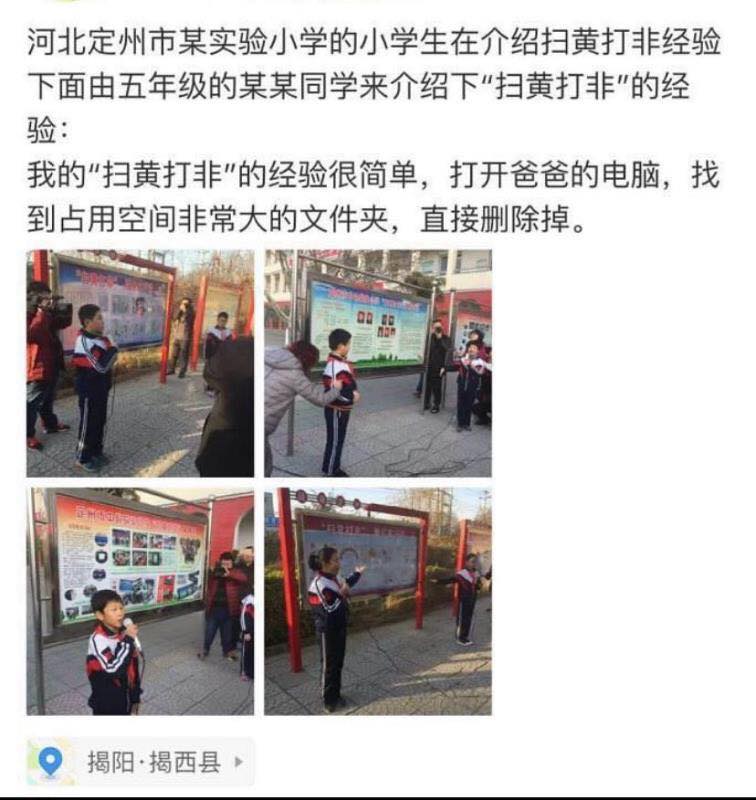 河北定州市某实验小学的小学生在介绍扫黄打非经验
下面由五年级的某某同学来介绍下“扫黄打非”的经
验：
我的“扫黄打非”的经验很简单，打开爸爸的电脑，找
到占用空间非常大的文件夹，直接删除掉。
揭阳·揭西县